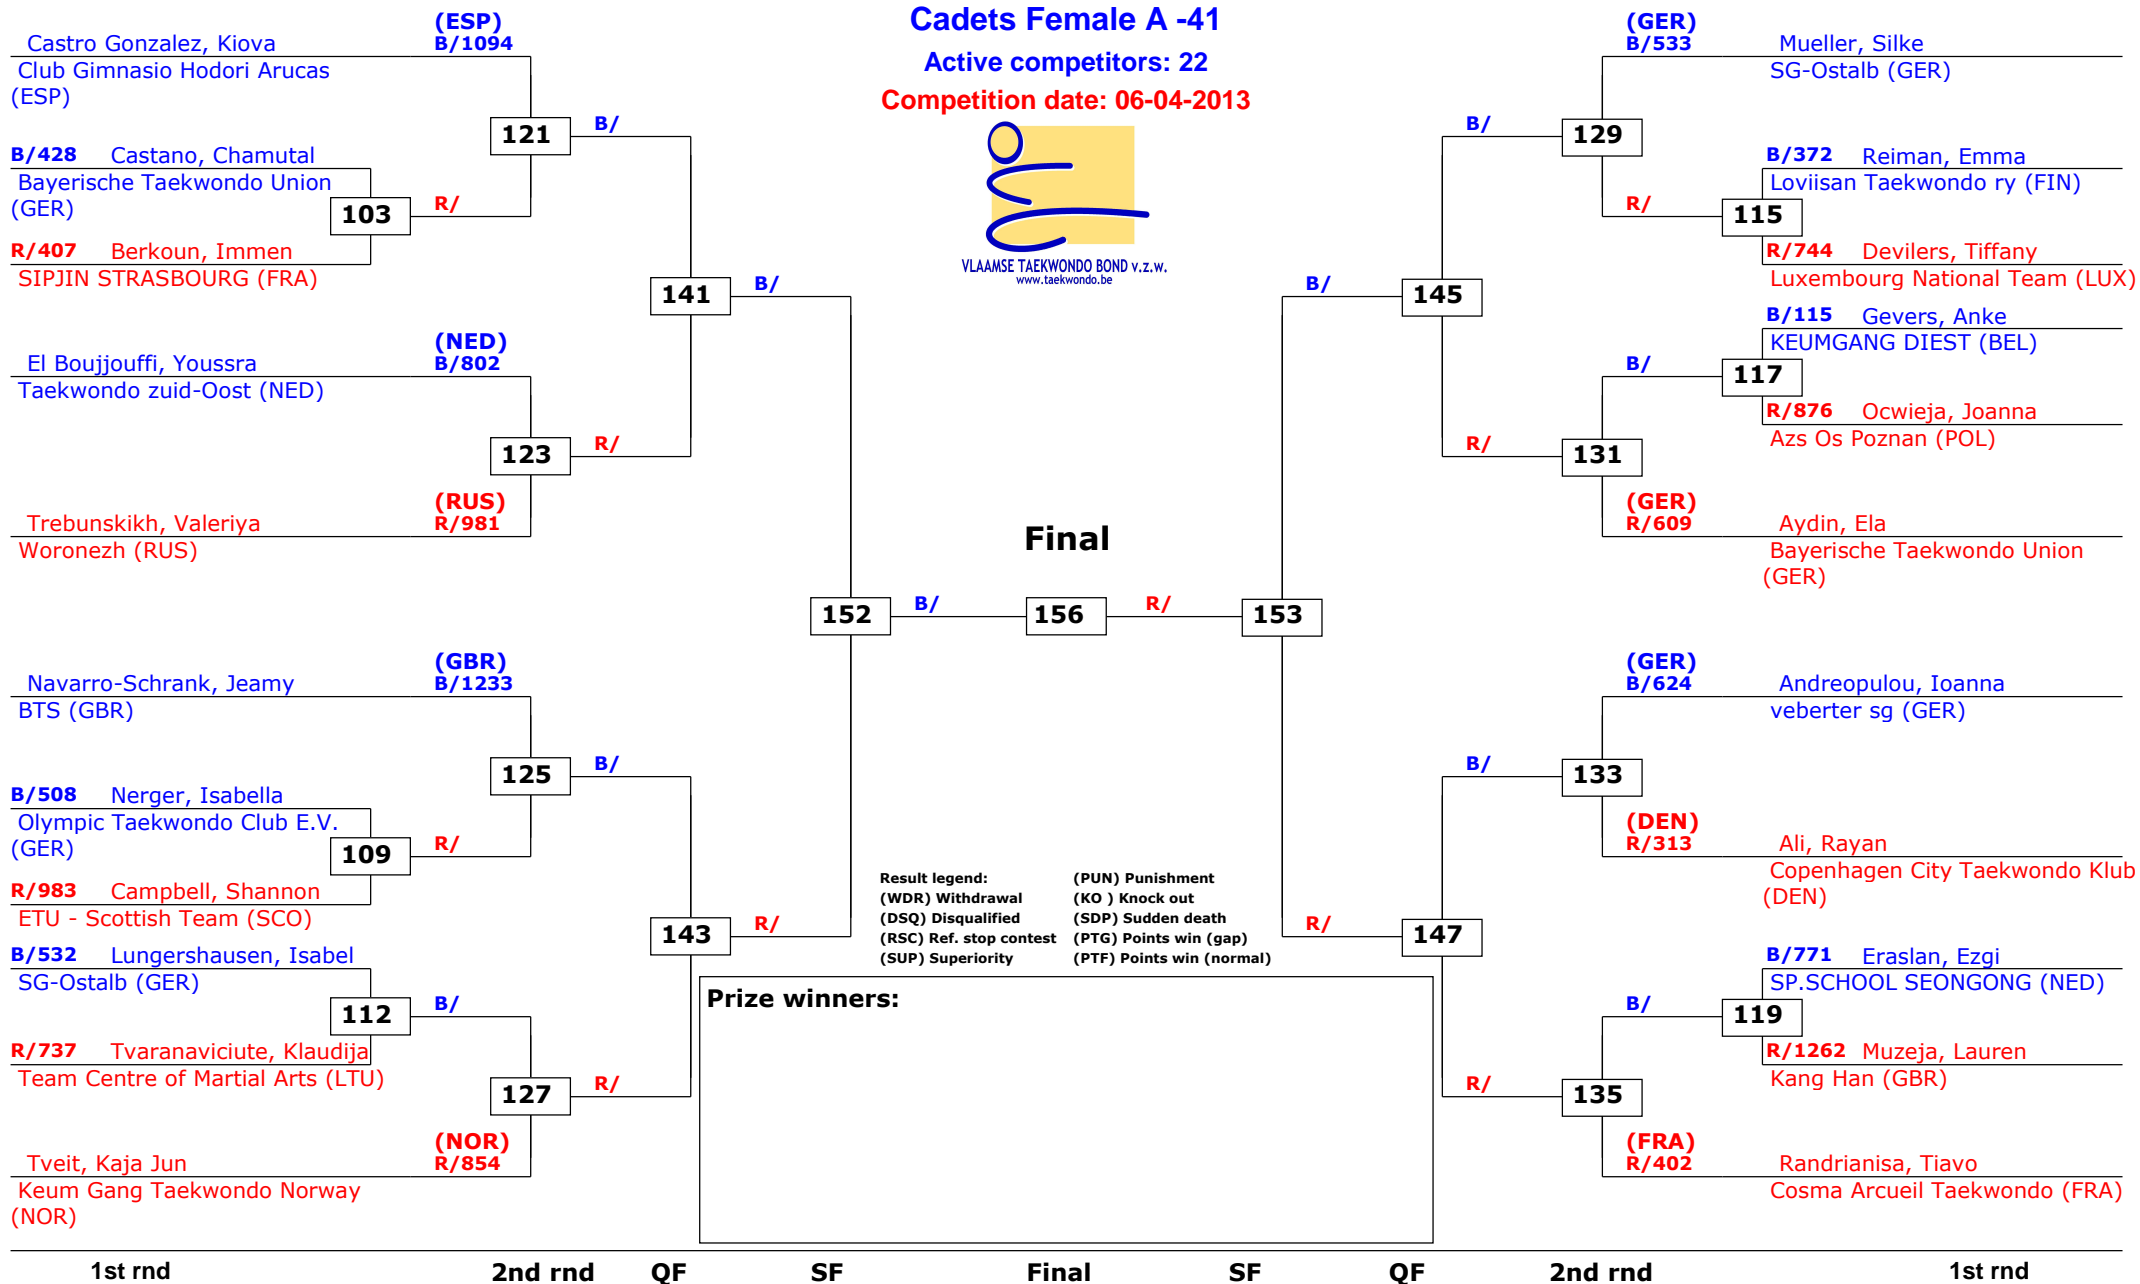 Cadets Female A -41
Active competitors: 22
Competition date: 06-04-2013
VLAAMSE TAEKWONDO BOND v.z.w.
www.taekwondo.be
(ESP)
Castro Gonzalez, Kiova B/1094
Club Gimnasio Hodori Arucas
(ESP)
121
B/
B/428 Castano, Chamutal
Bayerische Taekwondo Union
(GER)
103
R/
R/407 Berkoun, Immen
SIPJIN STRASBOURG (FRA)
141
B/
(NED)
El Boujjouffi, Youssra B/802
Taekwondo zuid-Oost (NED)
123
R/
(RUS)
Trebunskikh, Valeriya R/981
Woronezh (RUS)
152
B/
(GBR)
Navarro-Schrank, Jeamy B/1233
BTS (GBR)
125
B/
B/508 Nerger, Isabella
Olympic Taekwondo Club E.V.
(GER)
109
R/
R/983 Campbell, Shannon
ETU - Scottish Team (SCO)
143
R/
B/532 Lungershausen, Isabel
SG-Ostalb (GER)
112
B/
R/737 Tvaranaviciute, Klaudija
Team Centre of Martial Arts (LTU)
127
R/
(NOR)
Tveit, Kaja Jun R/854
Keum Gang Taekwondo Norway
(NOR)
Final
156
R/
153
(GER)
B/533 Mueller, Silke
SG-Ostalb (GER)
B/
129
B/372 Reiman, Emma
Loviisan Taekwondo ry (FIN)
R/
115
R/744 Devilers, Tiffany
Luxembourg National Team (LUX)
B/
145
B/115 Gevers, Anke
KEUMGANG DIEST (BEL)
B/
117
R/876 Ocwieja, Joanna
Azs Os Poznan (POL)
R/
131
(GER)
R/609 Aydin, Ela
Bayerische Taekwondo Union
(GER)
(GER)
B/624 Andreopulou, Ioanna
veberter sg (GER)
B/
133
(DEN)
R/313 Ali, Rayan
Copenhagen City Taekwondo Klub
(DEN)
R/
147
B/771 Eraslan, Ezgi
SP.SCHOOL SEONGONG (NED)
B/
119
R/1262 Muzeja, Lauren
Kang Han (GBR)
R/
135
(FRA)
R/402 Randrianisa, Tiavo
Cosma Arcueil Taekwondo (FRA)
Result legend: (PUN) Punishment
(WDR) Withdrawal (KO ) Knock out
(DSQ) Disqualified (SDP) Sudden death
(RSC) Ref. stop contest (PTG) Points win (gap)
(SUP) Superiority (PTF) Points win (normal)
Prize winners:
1st rnd 2nd rnd QF SF Final SF QF 2nd rnd 1st rnd